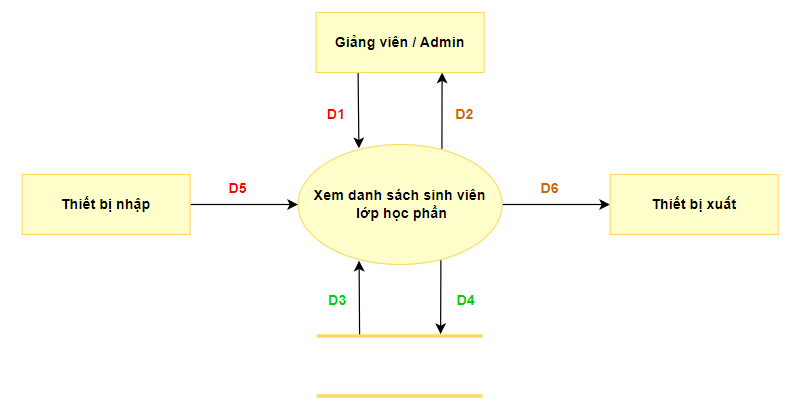 Giảng viên / Admin
D1
D2
D5
D6
Thiết bị nhập
Xem danh sách sinh viên
lớp học phần
Thiết bị xuất
D3
D4